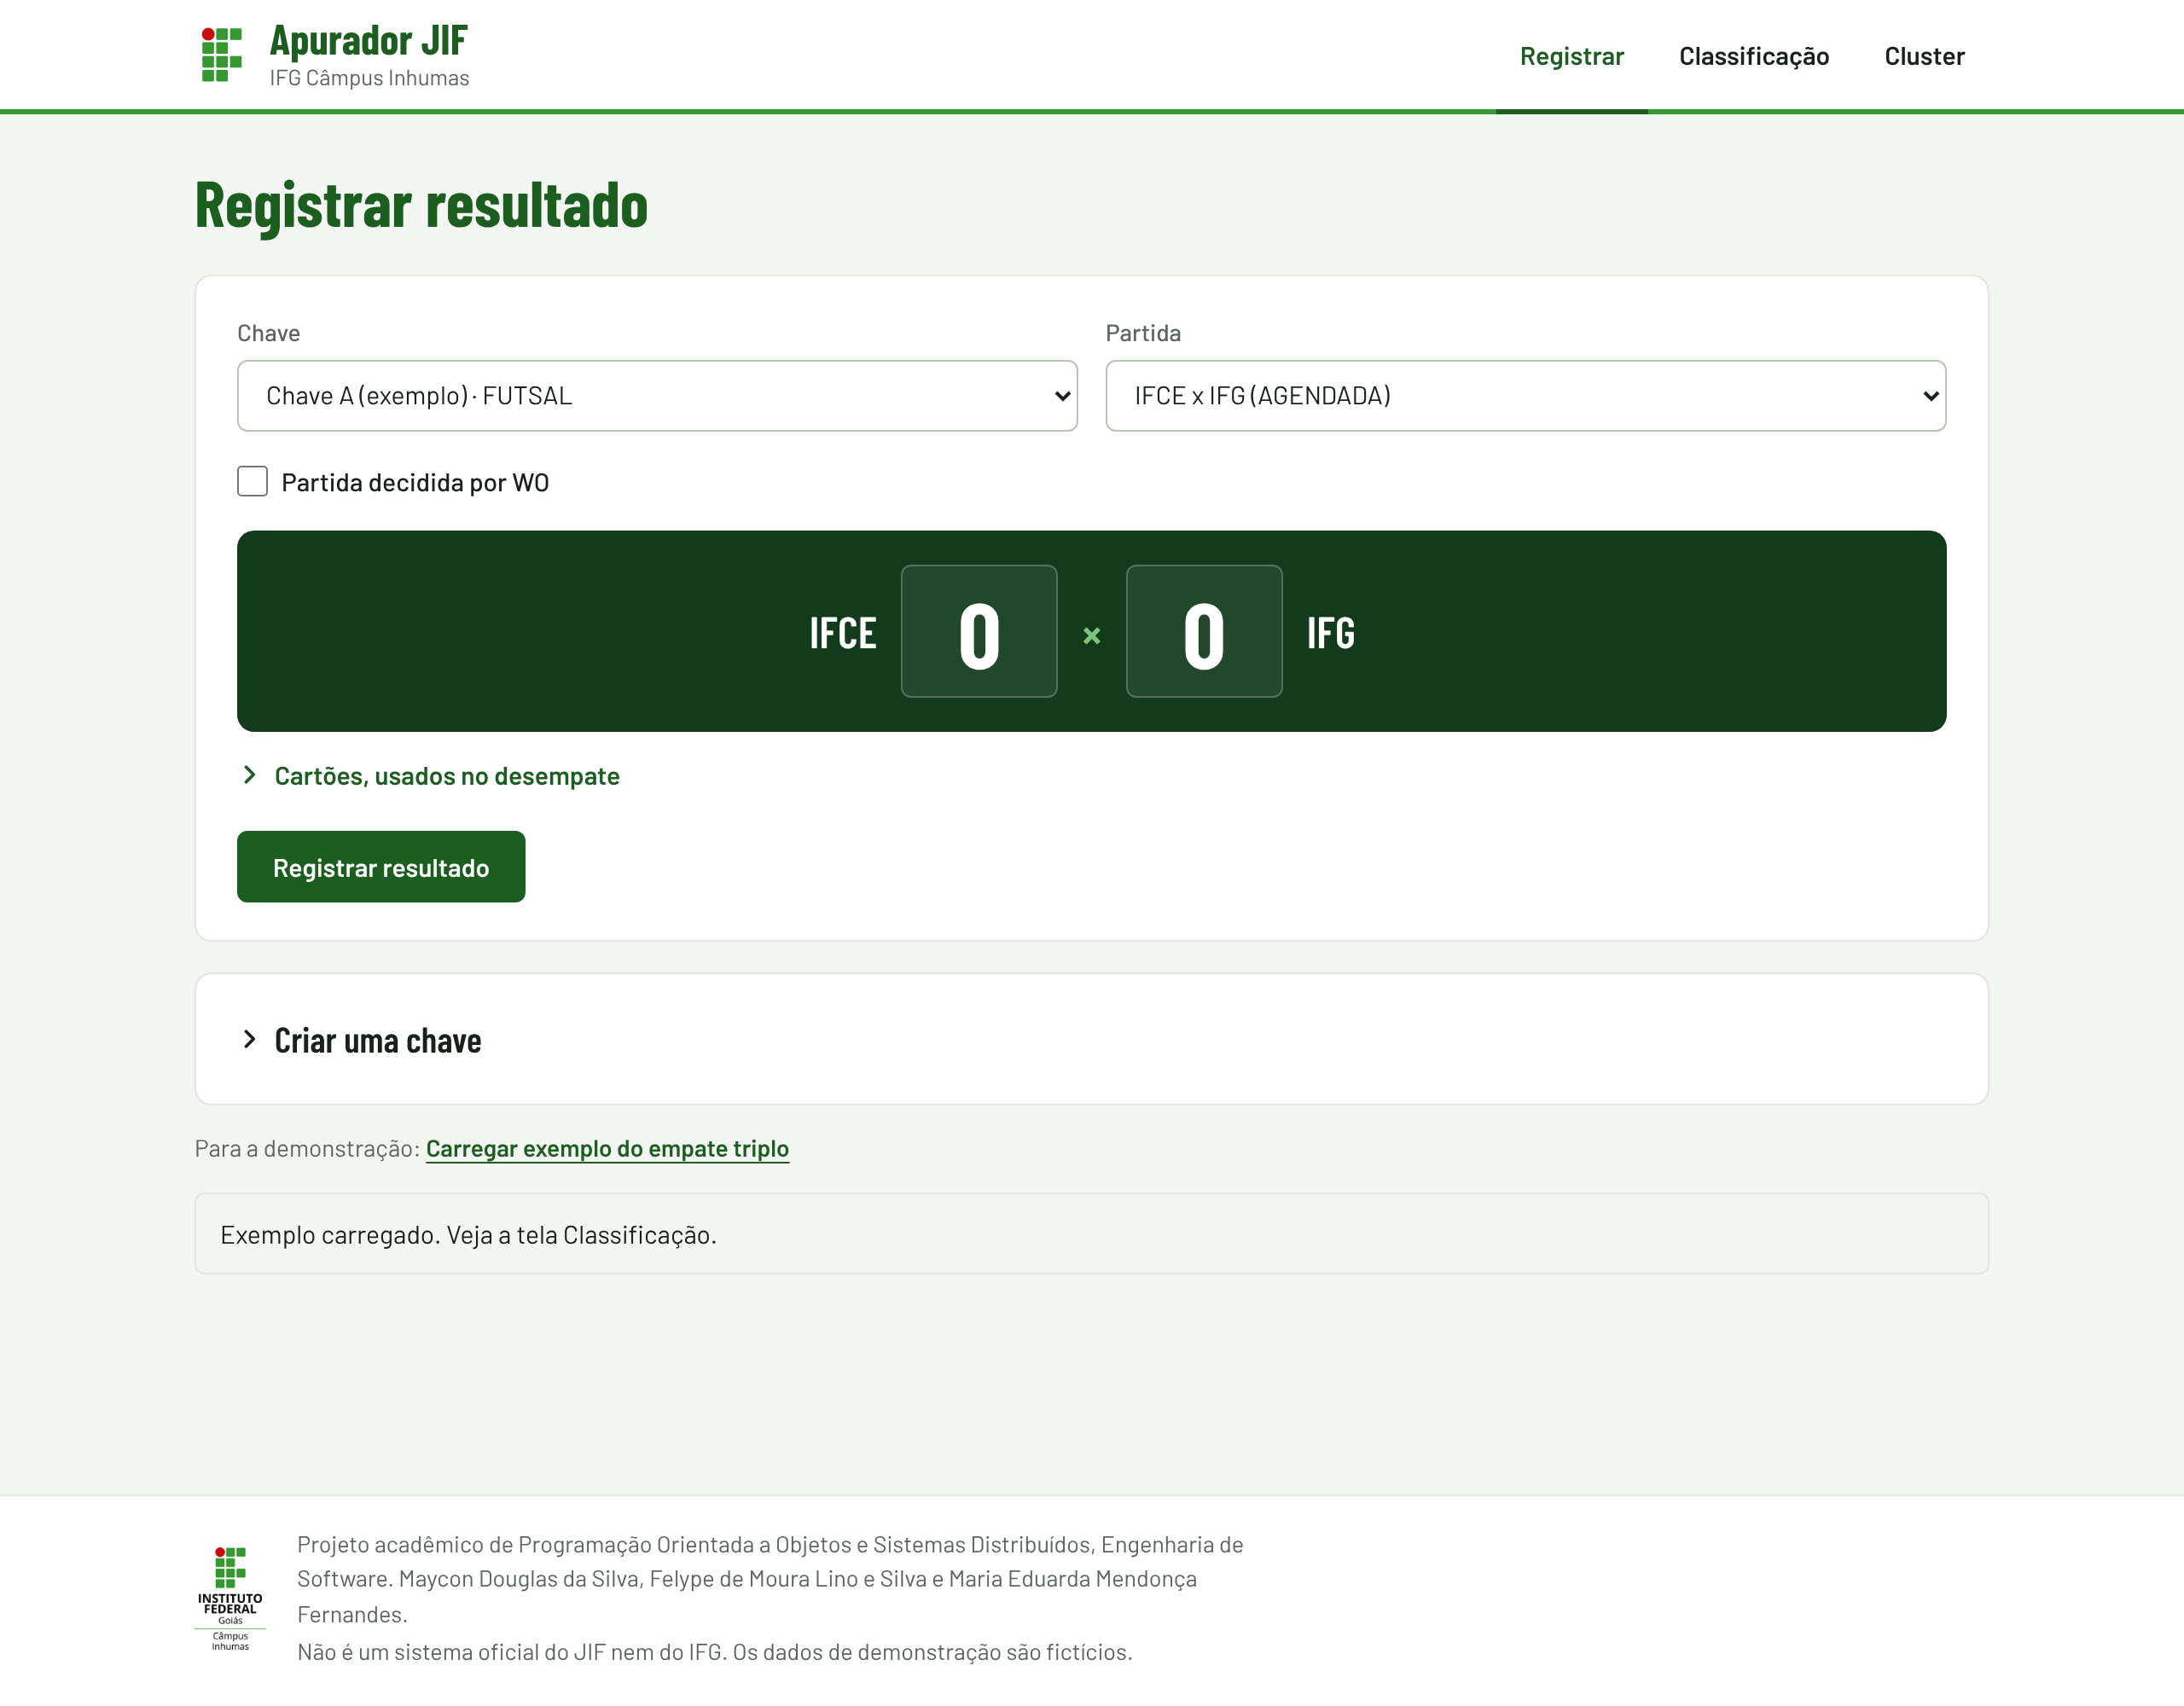 Apurador JIF
IFG Câmpus Inhumas
Registrar
Classificação
Cluster
Registrar resultado
Chave
Partida
Chave A (exemplo) · FUTSAL
IFCE x IFG (AGENDADA)
Partida decidida por WO
IFCE 0 × 0 IFG
Cartões, usados no desempate
Registrar resultado
Criar uma chave
Para a demonstração: Carregar exemplo do empate triplo
Exemplo carregado. Veja a tela Classificação.
INSTITUTO
FEDERAL
Goiás
Câmpus
Inhumas
Projeto acadêmico de Programação Orientada a Objetos e Sistemas Distribuídos, Engenharia de
Software. Maycon Douglas da Silva, Felype de Moura Lino e Silva e Maria Eduarda Mendonça
Fernandes.
Não é um sistema oficial do JIF nem do IFG. Os dados de demonstração são fictícios.